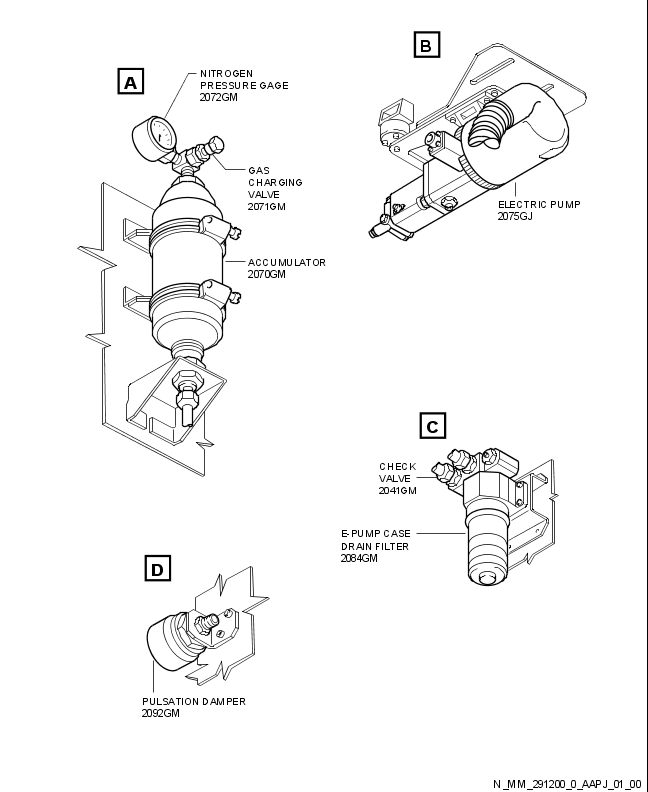 A
NITROGEN
PRESSURE GAGE
2072GM
GAS
CHARGING
VALVE
2071GM
ACCUMULATOR
2070GM
B
ELECTRIC PUMP
2075GJ
C
CHECK
VALVE
2041GM
E-PUMP CASE
DRAIN FILTER
2084GM
D
PULSATION DAMPER
2092GM
N_MM_291200_0_AAPJ_01_00